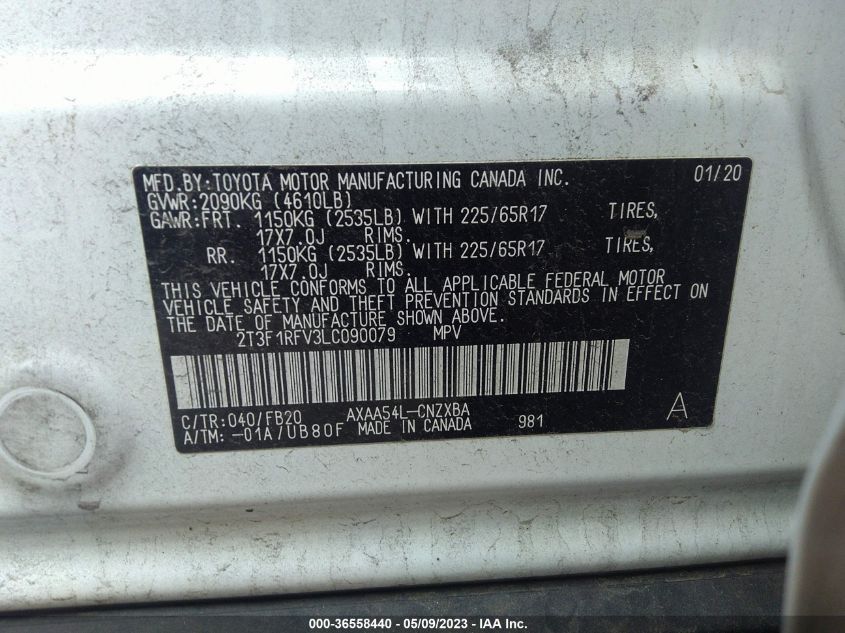 MFD.BY:TOYOTA MOTOR MANUFACTURING CANADA INC. 01/20
GVWR:2090KG (4610LB)
GAWR:FRT. 1150KG (2535LB) WITH 225/65R17 TIRES,
17X7.0J RIMS.
RR. 1150KG (2535LB) WITH 225/65R17 TIRES,
17X7.0J RIMS.
THIS VEHICLE CONFORMS TO ALL APPLICABLE FEDERAL MOTOR
VEHICLE SAFETY AND THEFT PREVENTION STANDARDS IN EFFECT ON
THE DATE OF MANUFACTURE SHOWN ABOVE.
2T3F1RFV3LC090079 MPV
C/TR:040/FB20 AXAA54L-CNZXBA A
A/TM:-01A/UB80F MADE IN CANADA 981
000-36558440 - 05/09/2023 - IAA Inc.